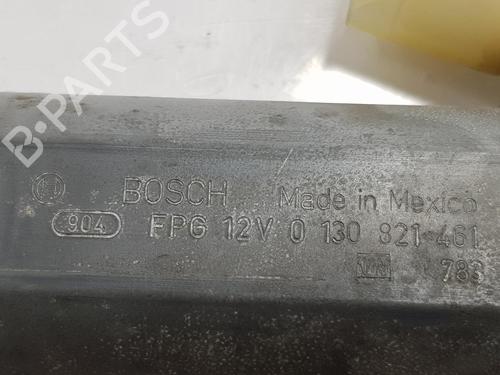 BOSCH Made in Mexico
904 FPG 12V 0 130 821 461
783
B-PARTS